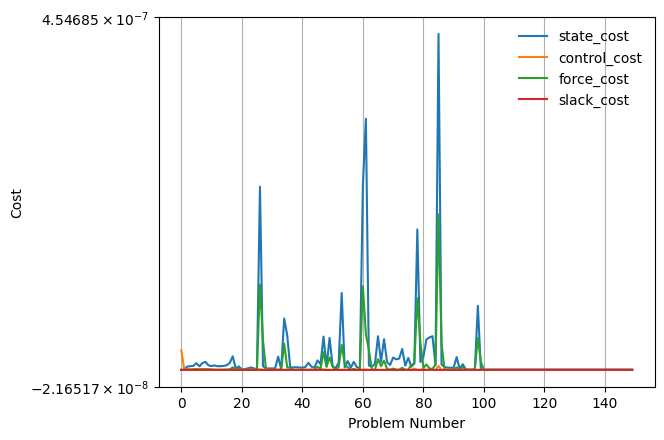 4.54685 × 10⁻⁷
state_cost
control_cost
force_cost
slack_cost
Cost
−2.16517 × 10⁻⁸
0 20 40 60 80 100 120 140
Problem Number